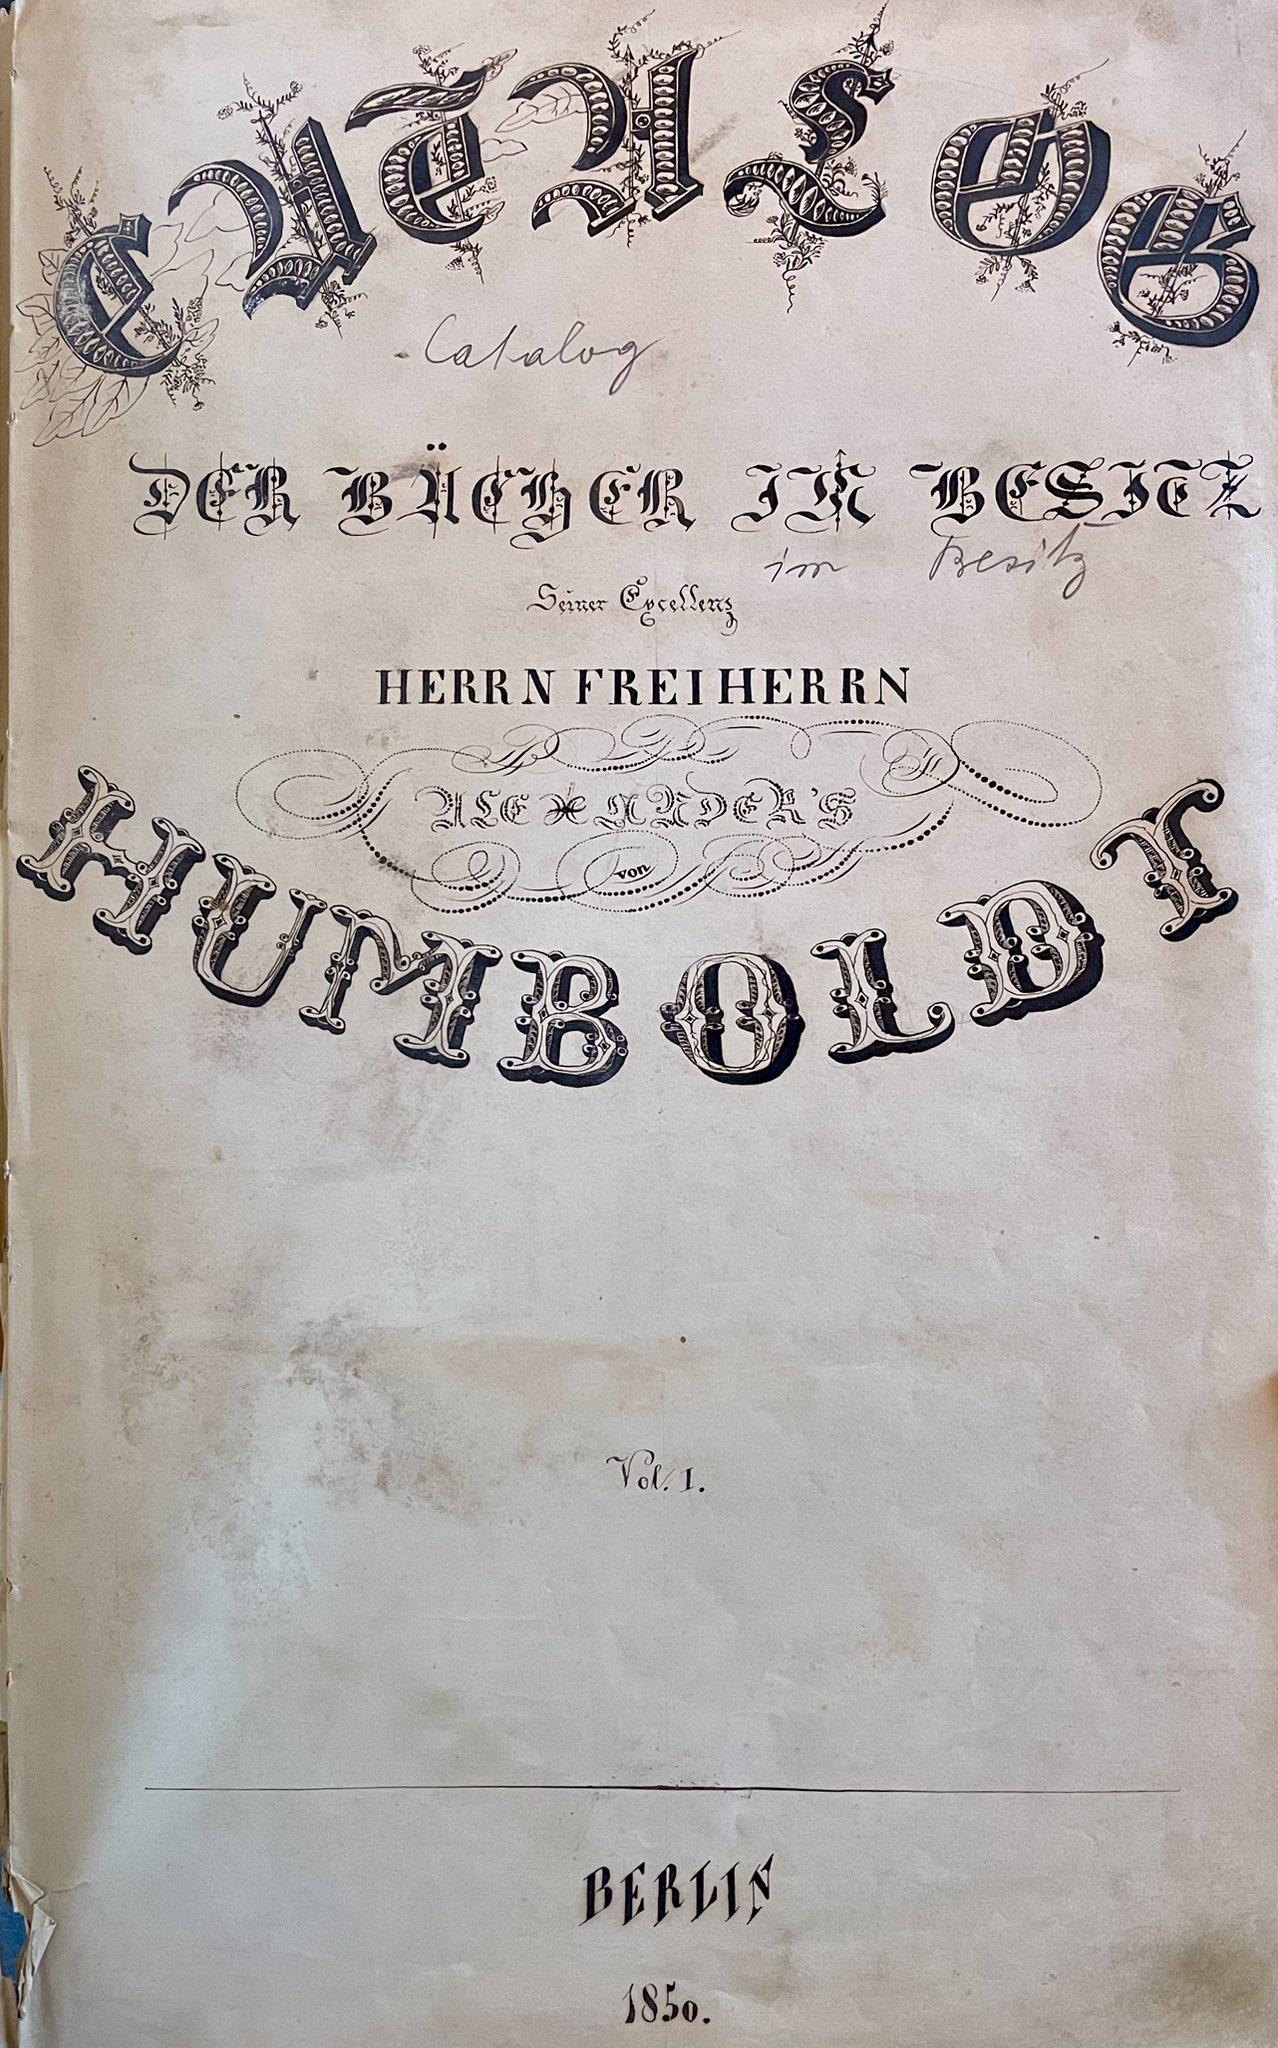 CATALOG
Catalog
DER BÜCHER IM BESITZ
im Besitz
Seiner Excellenz
HERRN FREIHERRN
ALEXANDER'S
von
HUMBOLDT
Vol. I.
BERLIN
1850.